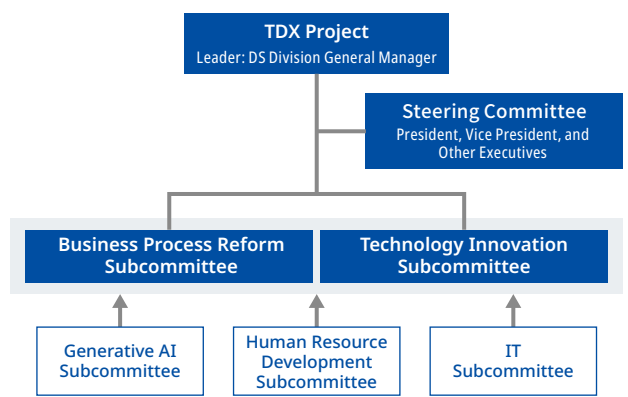 TDX Project
Leader: DS Division General Manager
Steering Committee
President, Vice President, and
Other Executives
Business Process Reform
Subcommittee
Technology Innovation
Subcommittee
Generative AI
Subcommittee
Human Resource
Development
Subcommittee
IT
Subcommittee